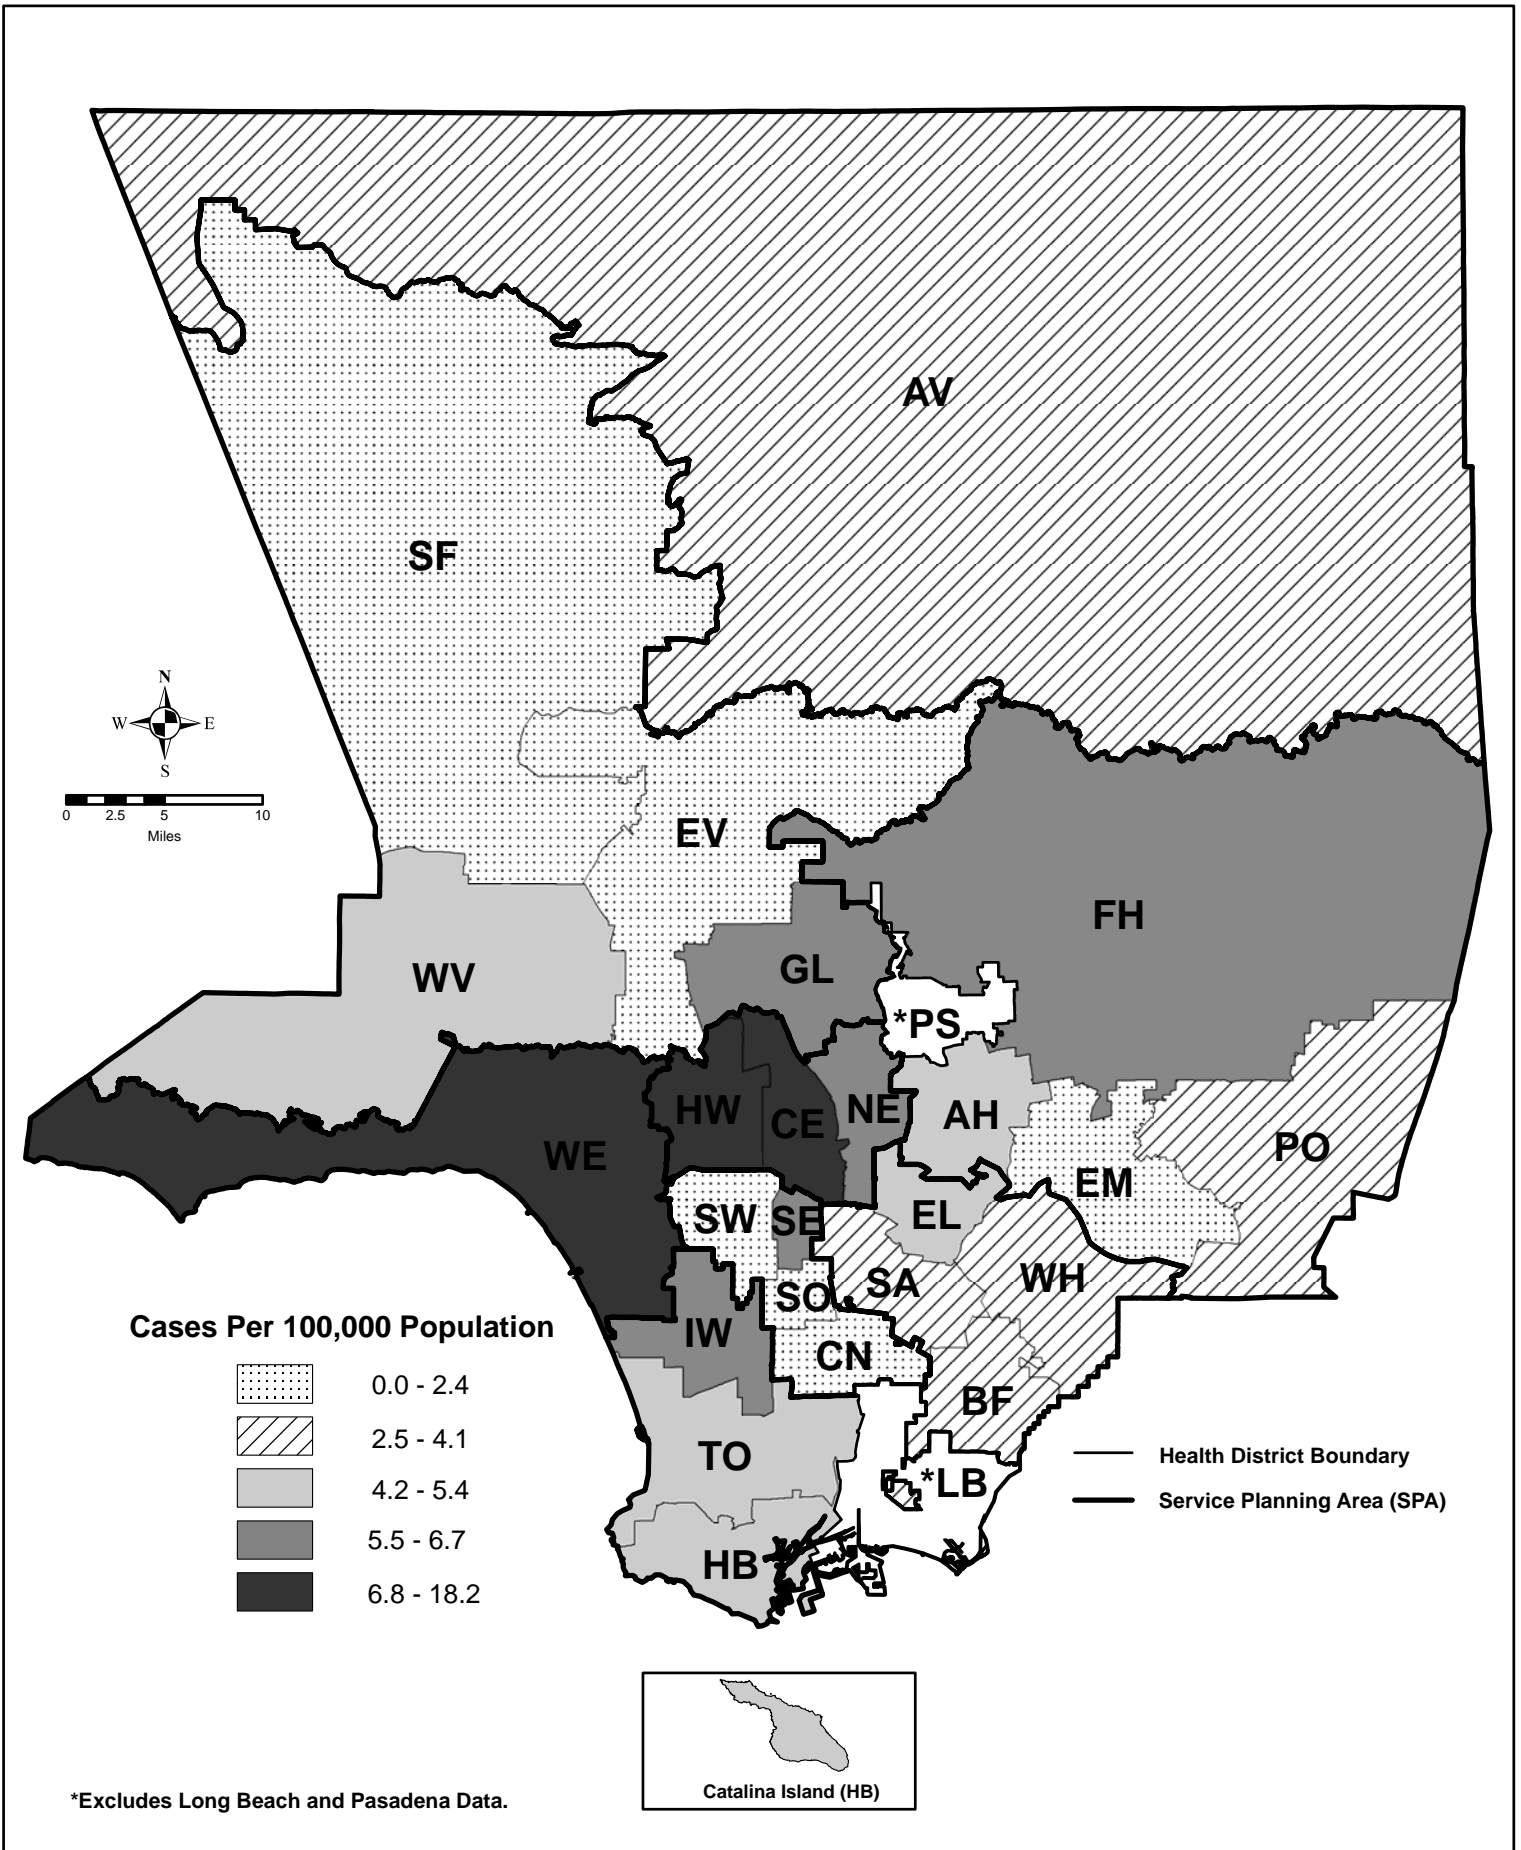 AV
SF
N
W E
S
0 2.5 5 10
Miles
EV
FH
WV
GL
*PS
HW
CE
NE
AH
WE
PO
EM
SW
SE
EL
SA
WH
SO
IW
CN
BF
TO
*LB
HB
Cases Per 100,000 Population
0.0 - 2.4
2.5 - 4.1
4.2 - 5.4
5.5 - 6.7
6.8 - 18.2
Health District Boundary
Service Planning Area (SPA)
Catalina Island (HB)
*Excludes Long Beach and Pasadena Data.